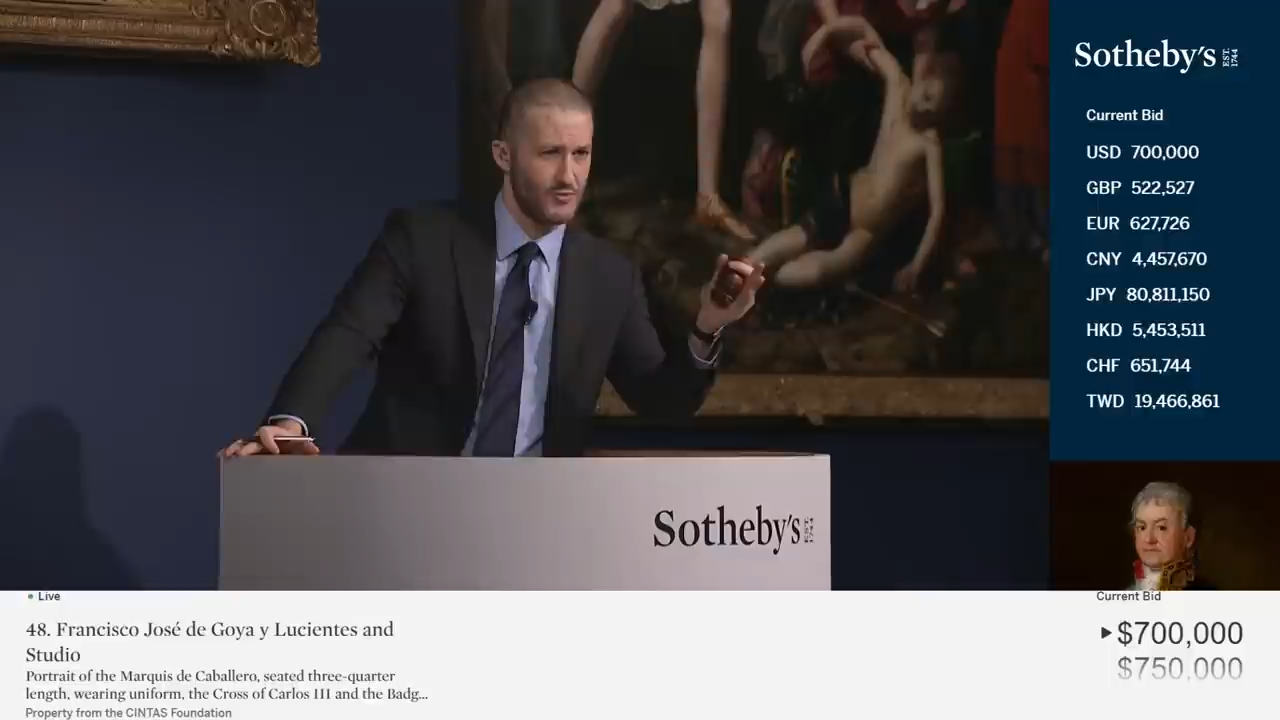 Sotheby's EST. 1744
Current Bid
USD 700,000
GBP 522,527
EUR 627,726
CNY 4,457,670
JPY 80,811,150
HKD 5,453,511
CHF 651,744
TWD 19,466,861
Sotheby's EST. 1744
Live
48. Francisco José de Goya y Lucientes and
Studio
Portrait of the Marquis de Caballero, seated three-quarter
length, wearing uniform, the Cross of Carlos III and the Badg...
Property from the CINTAS Foundation
Current Bid
$700,000
$750,000